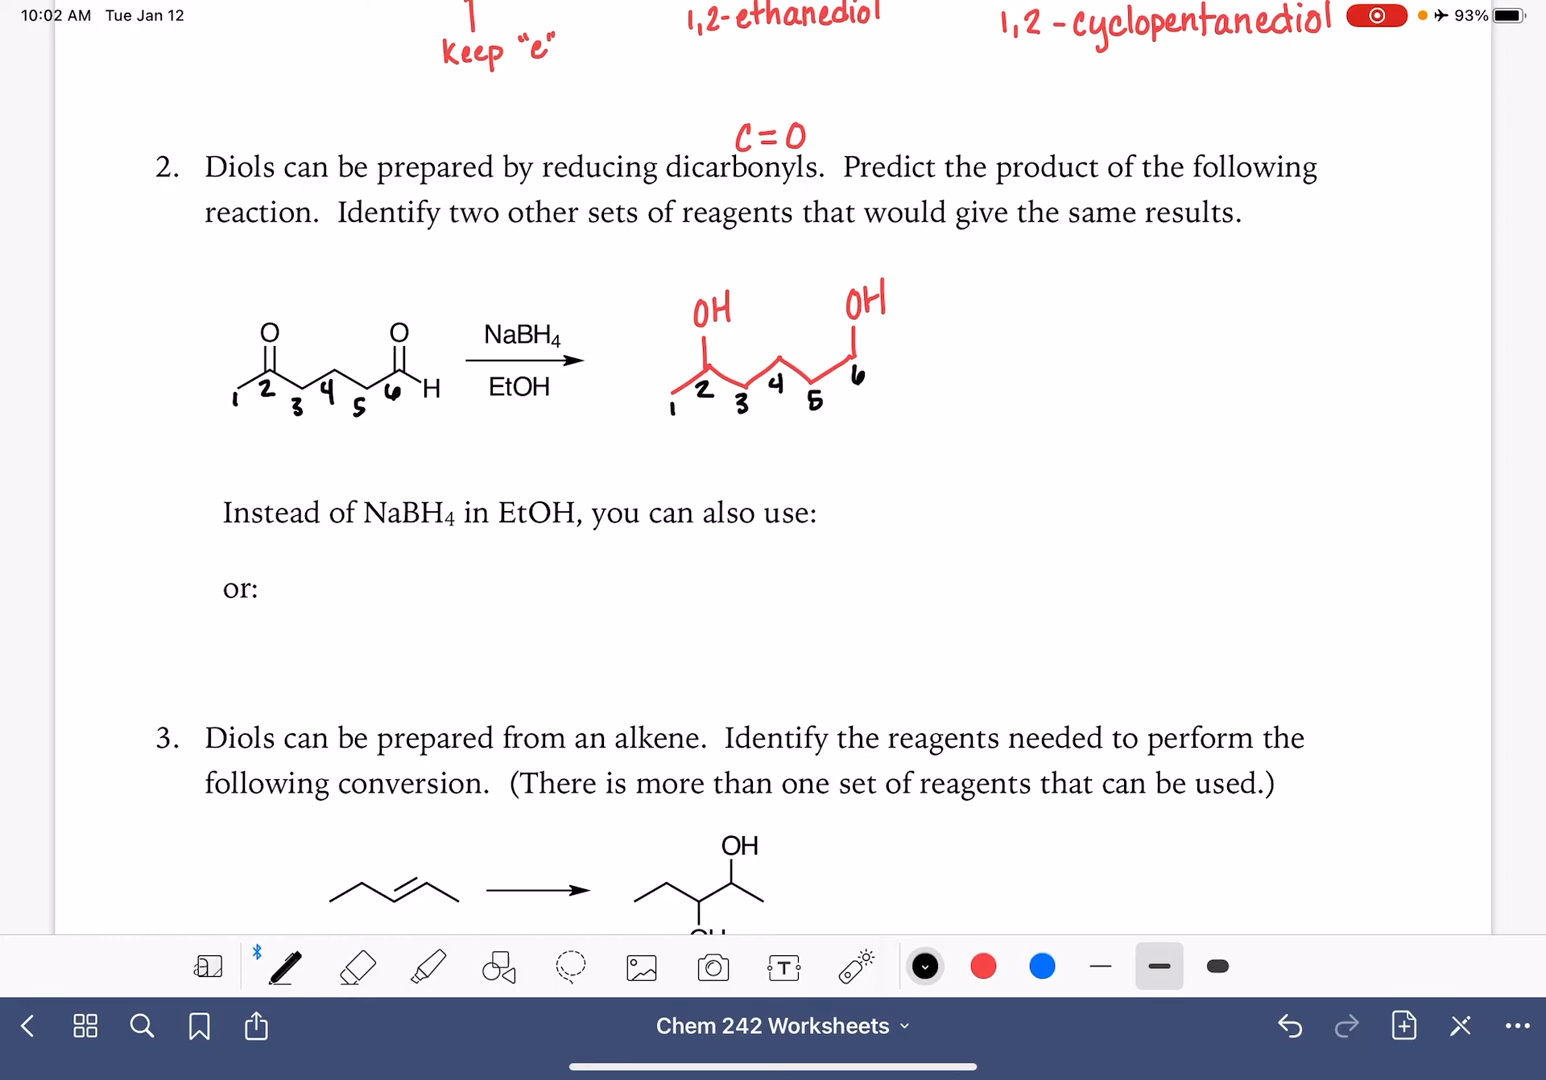 10:02 AM Tue Jan 12
93%
1,2-ethanediol
1,2-cyclopentanediol
keep "e"
C=O
2. Diols can be prepared by reducing dicarbonyls. Predict the product of the following
reaction. Identify two other sets of reagents that would give the same results.
O O NaBH4 OH OH
H EtOH
1 2 3 4 5 6
1 2 3 4 5 6
Instead of NaBH4 in EtOH, you can also use:
or:
3. Diols can be prepared from an alkene. Identify the reagents needed to perform the
following conversion. (There is more than one set of reagents that can be used.)
OH
OH
T
Chem 242 Worksheets